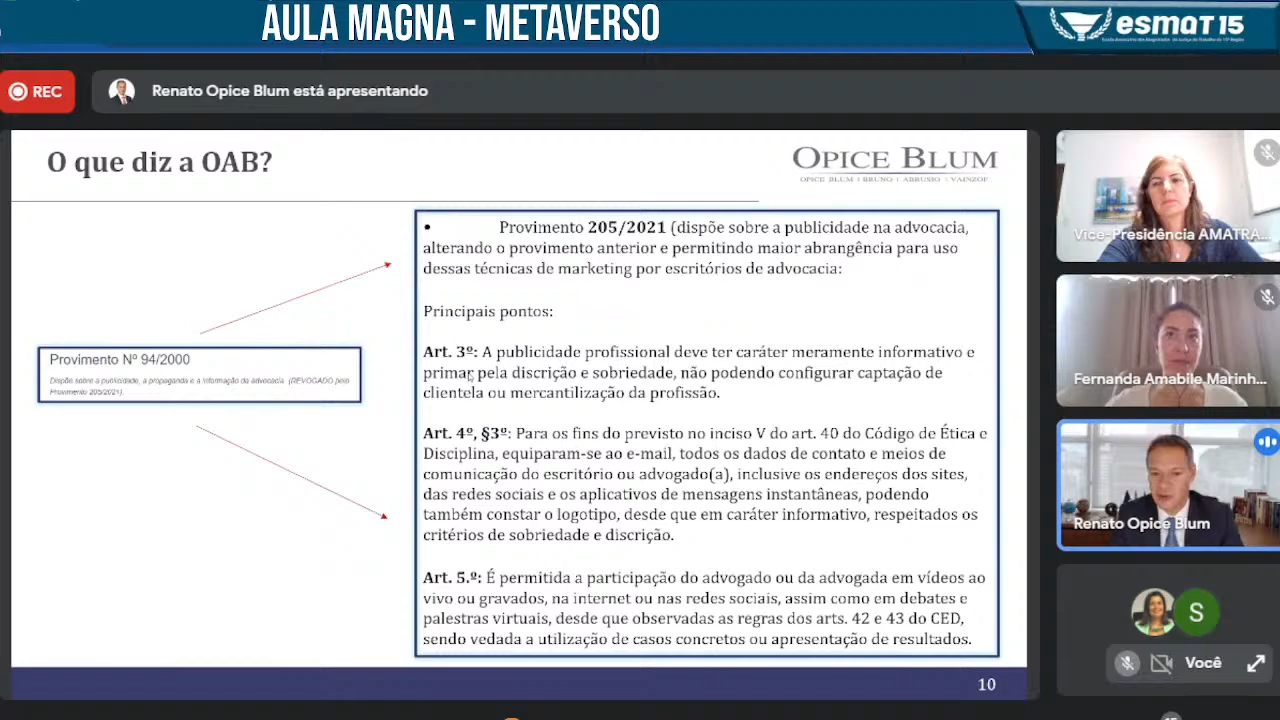 AULA MAGNA - METAVERSO
esmat 15
REC
Renato Opice Blum está apresentando
O que diz a OAB?
OPICE BLUM
OPICE BLUM | BRUNO | ABRUSIO | VAINZOF
Provimento 205/2021 (dispõe sobre a publicidade na advocacia,
alterando o provimento anterior e permitindo maior abrangência para uso
dessas técnicas de marketing por escritórios de advocacia:
Principais pontos:
Art. 3º: A publicidade profissional deve ter caráter meramente informativo e
primar pela discrição e sobriedade, não podendo configurar captação de
clientela ou mercantilização da profissão.
Art. 4º, §3º: Para os fins do previsto no inciso V do art. 40 do Código de Ética e
Disciplina, equiparam-se ao e-mail, todos os dados de contato e meios de
comunicação do escritório ou advogado(a), inclusive os endereços dos sites,
das redes sociais e os aplicativos de mensagens instantâneas, podendo
também constar o logotipo, desde que em caráter informativo, respeitados os
critérios de sobriedade e discrição.
Art. 5.º: É permitida a participação do advogado ou da advogada em vídeos ao
vivo ou gravados, na internet ou nas redes sociais, assim como em debates e
palestras virtuais, desde que observadas as regras dos arts. 42 e 43 do CED,
sendo vedada a utilização de casos concretos ou apresentação de resultados.
Provimento Nº 94/2000
Dispõe sobre a publicidade, a propaganda e a informação da advocacia (REVOGADO pelo
Provimento 205/2021).
10
Vice-Presidência AMATRA...
Fernanda Amabile Marinh...
Renato Opice Blum
S
Você